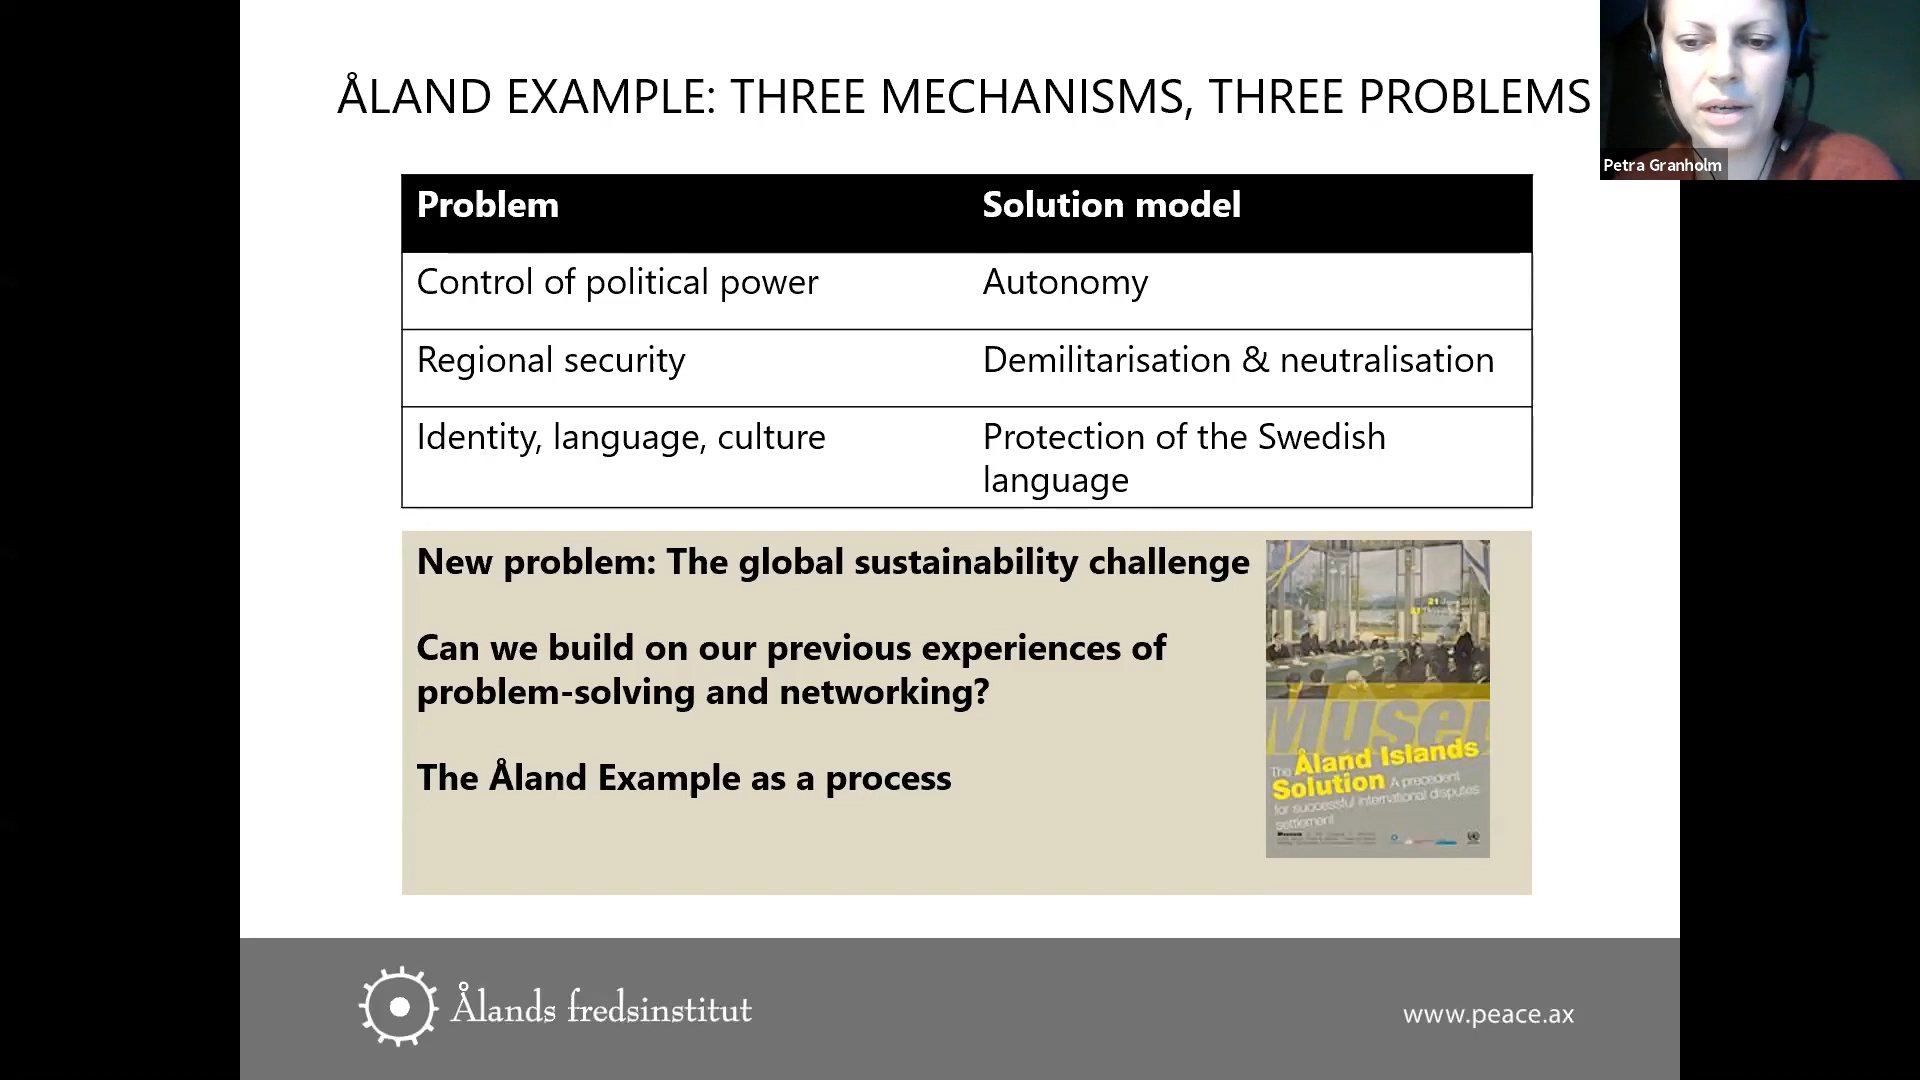 ÅLAND EXAMPLE: THREE MECHANISMS, THREE PROBLEMS
Petra Granholm
Problem Solution model
Control of political power Autonomy
Regional security Demilitarisation & neutralisation
Identity, language, culture Protection of the Swedish
language
New problem: The global sustainability challenge
Can we build on our previous experiences of
problem-solving and networking?
The Åland Example as a process
The Åland Islands
Solution A precedent
for successful international disputes
settlement
Ålands fredsinstitut
www.peace.ax